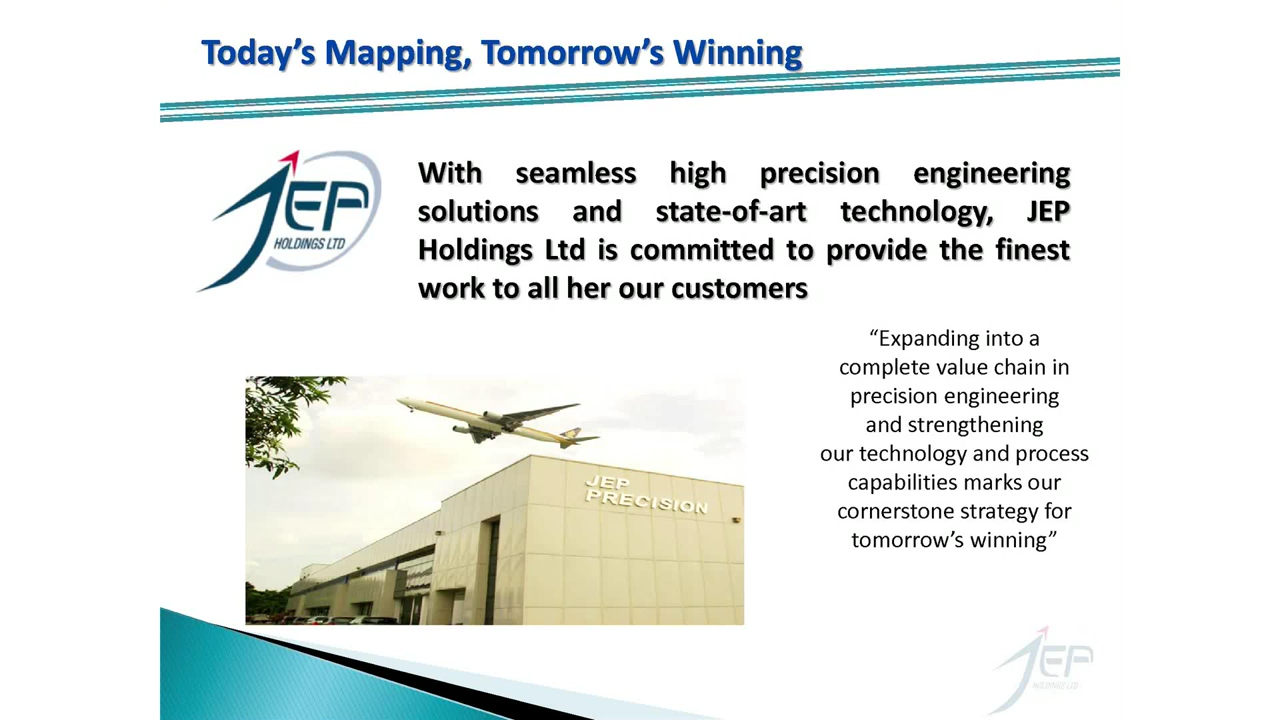 Today’s Mapping, Tomorrow’s Winning
JEP
HOLDINGS LTD
With seamless high precision engineering
solutions and state-of-art technology, JEP
Holdings Ltd is committed to provide the finest
work to all her our customers
“Expanding into a
complete value chain in
precision engineering
and strengthening
our technology and process
capabilities marks our
cornerstone strategy for
tomorrow’s winning”
JEP
PRECISION
JEP
HOLDINGS LTD